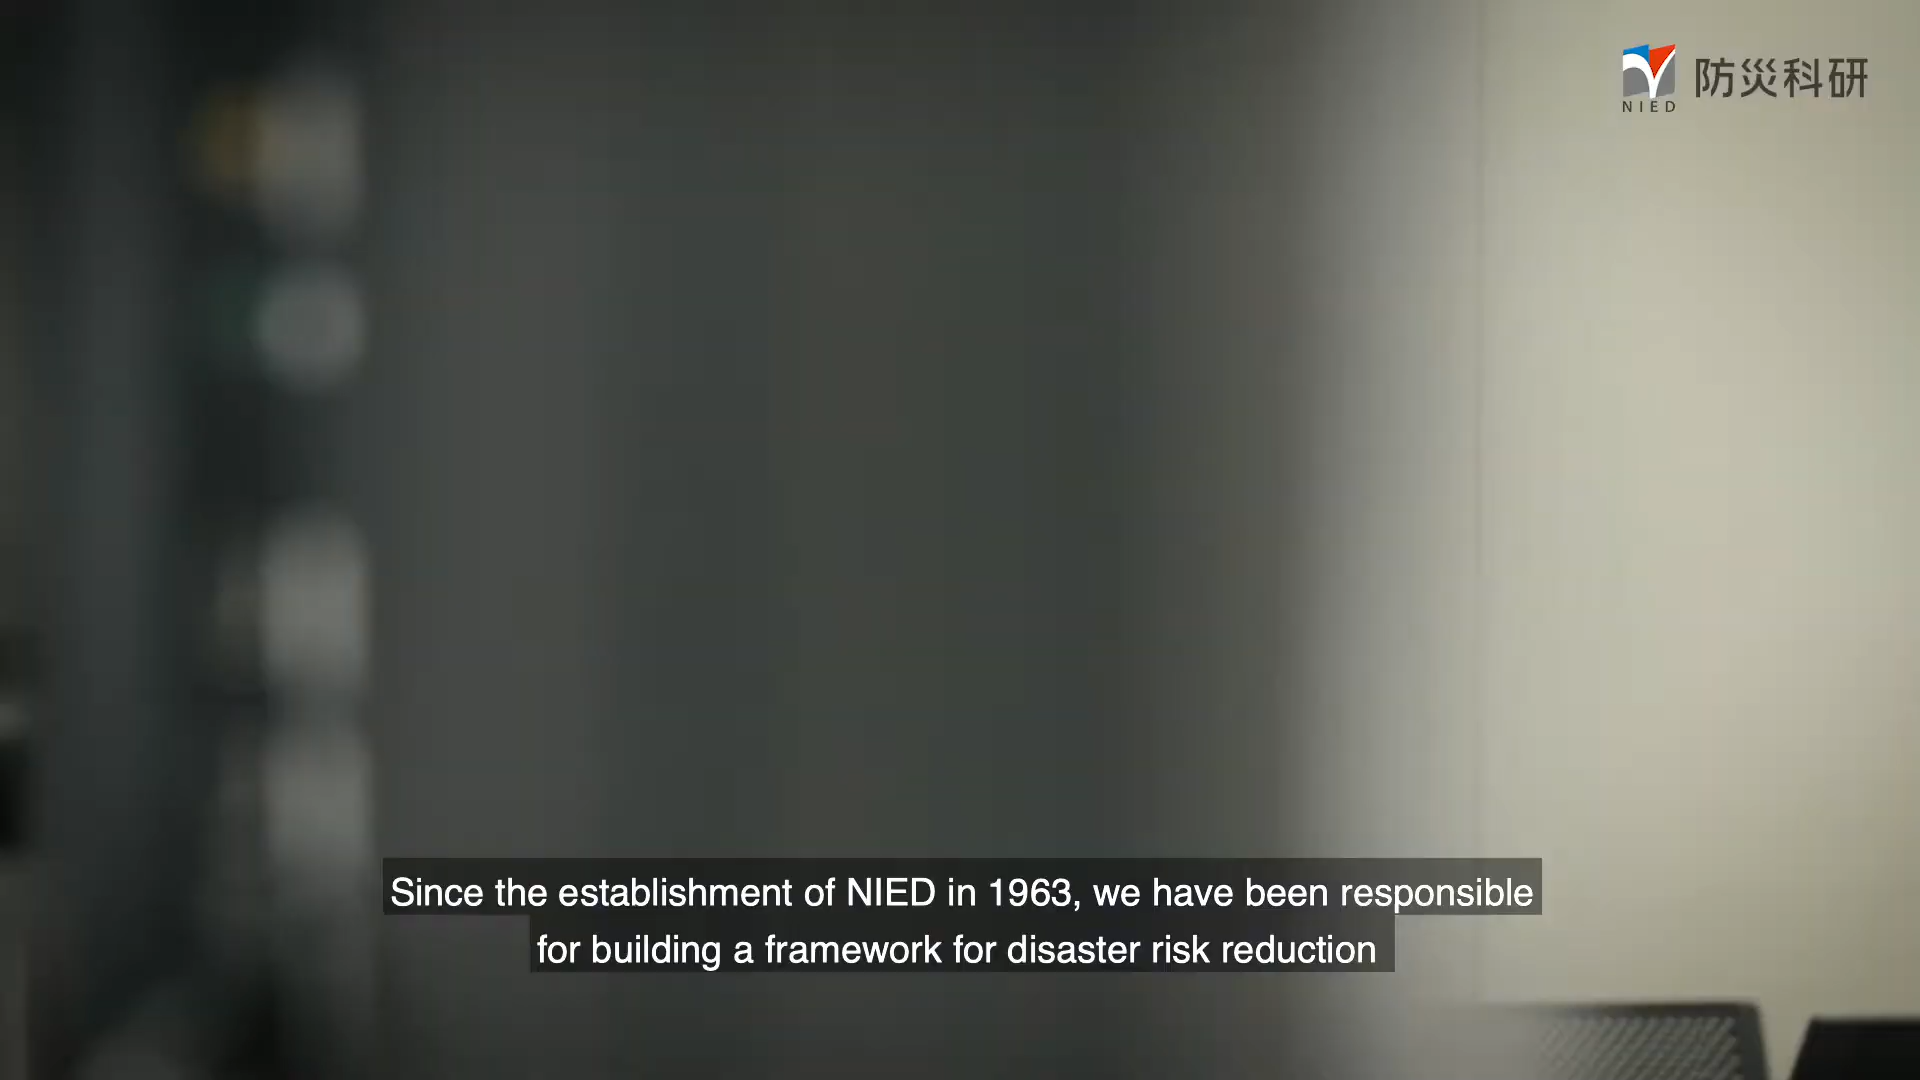 NIED 防災科研
Since the establishment of NIED in 1963, we have been responsible
for building a framework for disaster risk reduction